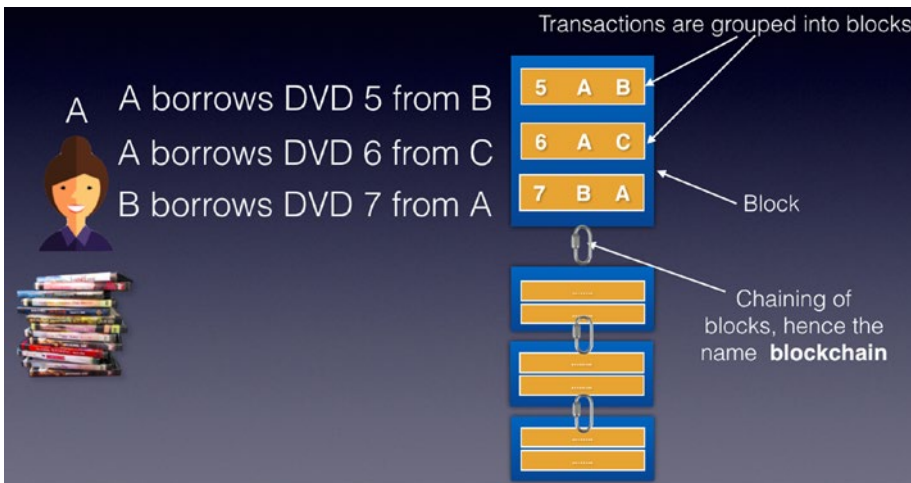 Transactions are grouped into blocks
A
A borrows DVD 5 from B
A borrows DVD 6 from C
B borrows DVD 7 from A
5 A B
6 A C
7 B A
Block
Chaining of
blocks, hence the
name blockchain